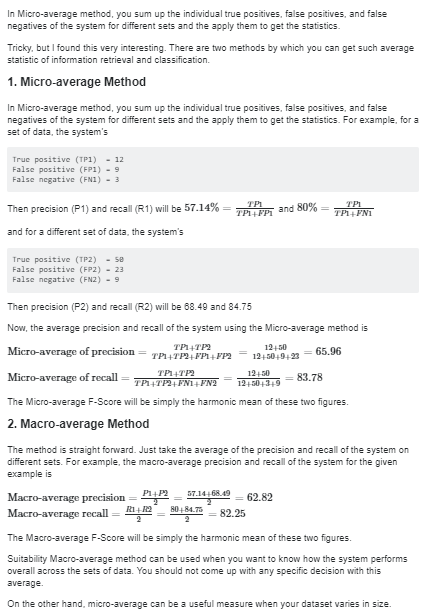 In Micro-average method, you sum up the individual true positives, false positives, and false
negatives of the system for different sets and the apply them to get the statistics.
Tricky, but I found this very interesting. There are two methods by which you can get such average
statistic of information retrieval and classification.
1. Micro-average Method
In Micro-average method, you sum up the individual true positives, false positives, and false
negatives of the system for different sets and the apply them to get the statistics. For example, for a
set of data, the system's
True positive (TP1) = 12
False positive (FP1) = 9
False negative (FN1) = 3
Then precision (P1) and recall (R1) will be 57.14% = TP1/(TP1+FP1) and 80% = TP1/(TP1+FN1)
and for a different set of data, the system's
True positive (TP2) = 50
False positive (FP2) = 23
False negative (FN2) = 9
Then precision (P2) and recall (R2) will be 68.49 and 84.75
Now, the average precision and recall of the system using the Micro-average method is
Micro-average of precision = (TP1+TP2)/(TP1+TP2+FP1+FP2) = (12+50)/(12+50+9+23) = 65.96
Micro-average of recall = (TP1+TP2)/(TP1+TP2+FN1+FN2) = (12+50)/(12+50+3+9) = 83.78
The Micro-average F-Score will be simply the harmonic mean of these two figures.
2. Macro-average Method
The method is straight forward. Just take the average of the precision and recall of the system on
different sets. For example, the macro-average precision and recall of the system for the given
example is
Macro-average precision = (P1+P2)/2 = (57.14+68.49)/2 = 62.82
Macro-average recall = (R1+R2)/2 = (80+84.75)/2 = 82.25
The Macro-average F-Score will be simply the harmonic mean of these two figures.
Suitability Macro-average method can be used when you want to know how the system performs
overall across the sets of data. You should not come up with any specific decision with this
average.
On the other hand, micro-average can be a useful measure when your dataset varies in size.